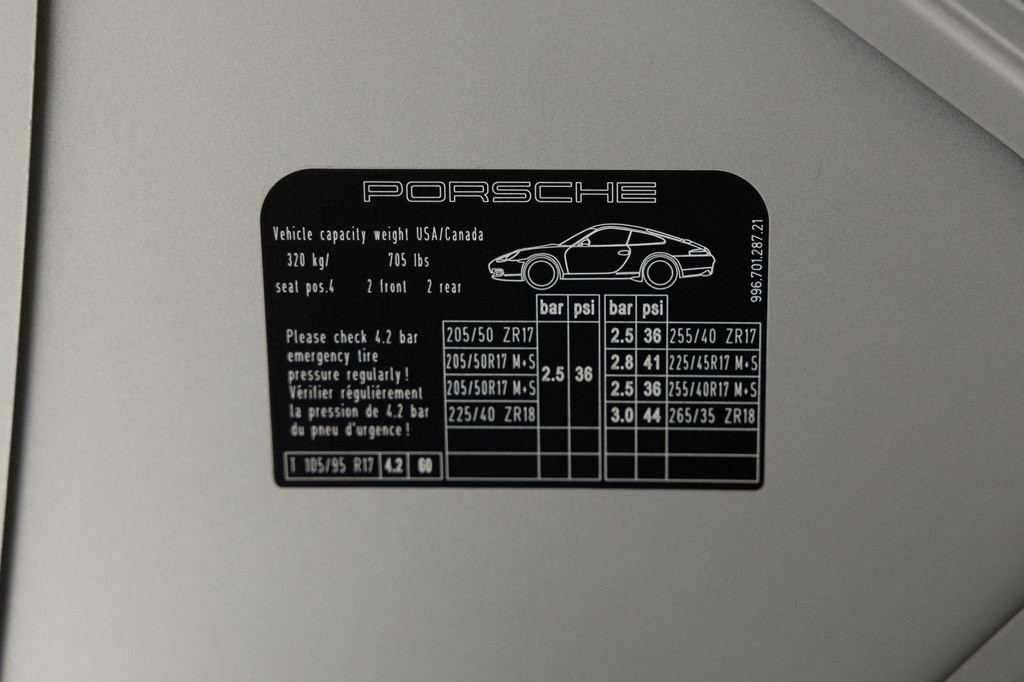 PORSCHE
Vehicle capacity weight USA/Canada
320 kg/ 705 lbs
seat pos.4 2 front 2 rear
996.701.287.21
bar psi bar psi
Please check 4.2 bar
emergency tire
pressure regularly!
Vérifier régulièrement
la pression de 4.2 bar
du pneu d'urgence!
205/50 ZR17 2.5 36 255/40 ZR17
205/50R17 M+S 2.8 41 225/45R17 M+S
2.5 36
205/50R17 M+S 2.5 36 255/40R17 M+S
225/40 ZR18 3.0 44 265/35 ZR18
T 105/95 R17 4.2 60